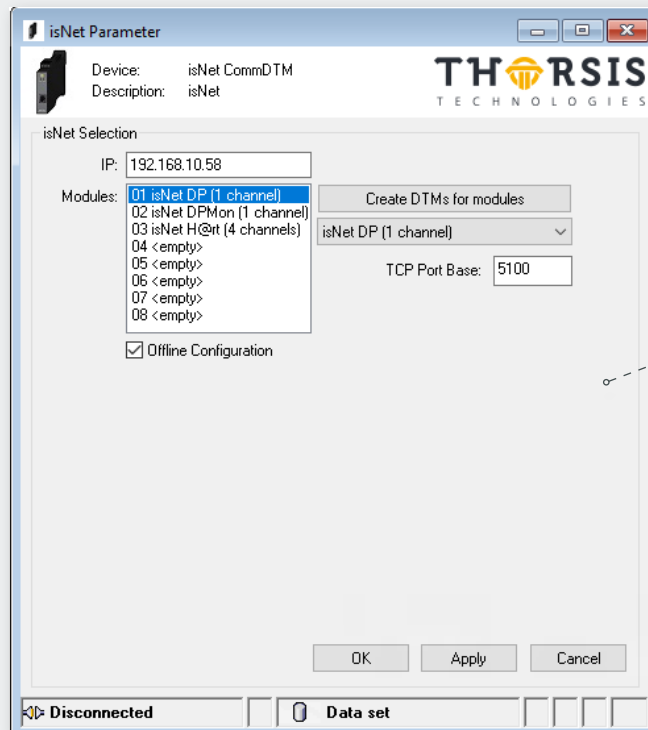 isNet Parameter
Device: isNet CommDTM
Description: isNet
THORSIS
TECHNOLOGIES
isNet Selection
IP: 192.168.10.58
Modules:
01 isNet DP (1 channel)
02 isNet DPMon (1 channel)
03 isNet H@rt (4 channels)
04 <empty>
05 <empty>
06 <empty>
07 <empty>
08 <empty>
Create DTMs for modules
isNet DP (1 channel)
TCP Port Base: 5100
Offline Configuration
OK Apply Cancel
Disconnected Data set